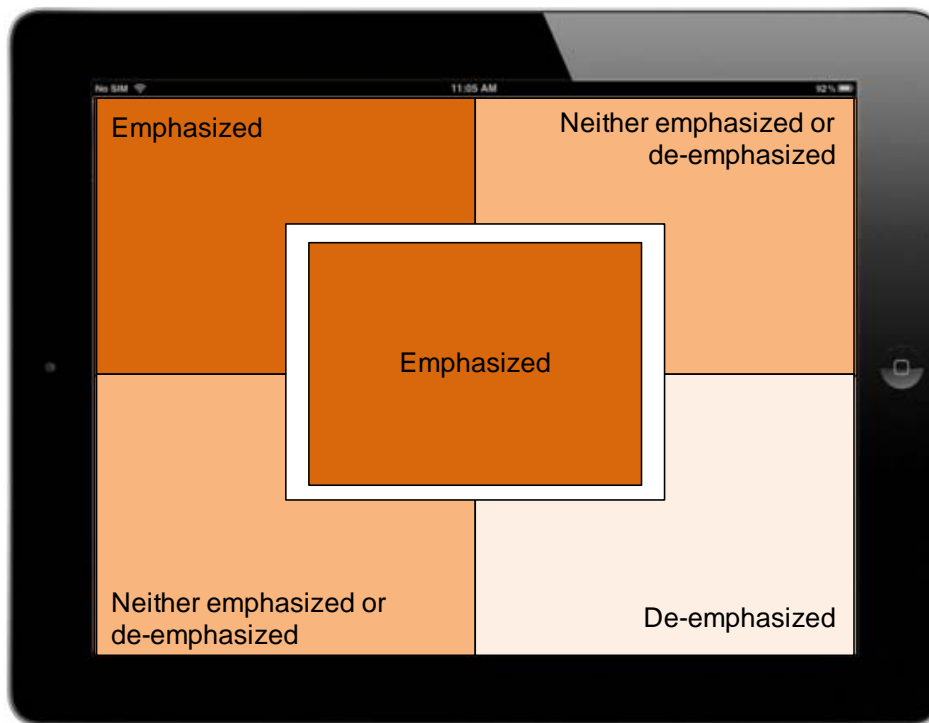 No SIM
11:05 AM
92%
Emphasized
Neither emphasized or
de-emphasized
Emphasized
Neither emphasized or
de-emphasized
De-emphasized